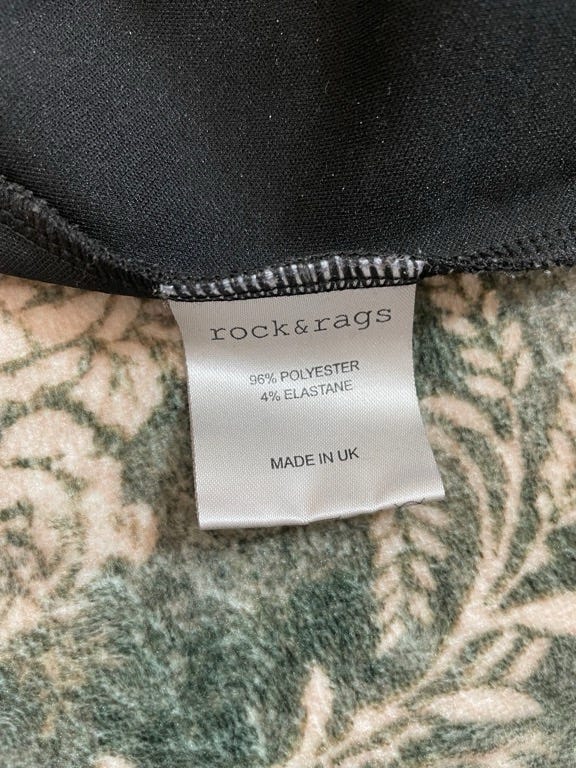 rock&rags
96% POLYESTER
4% ELASTANE
MADE IN UK